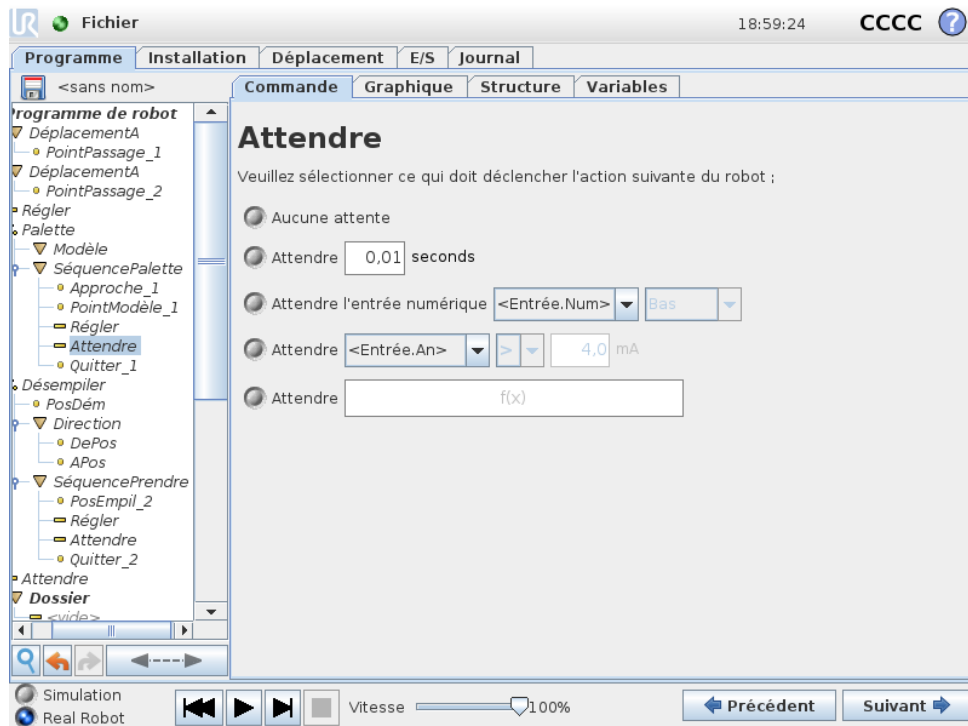 UR Fichier 18:59:24 CCCC ?
Programme Installation Déplacement E/S Journal
<sans nom> Commande Graphique Structure Variables
Programme de robot
DéplacementA
PointPassage_1
DéplacementA
PointPassage_2
Régler
Palette
Modèle
SéquencePalette
Approche_1
PointModèle_1
Régler
Attendre
Quitter_1
Désempiler
PosDém
Direction
DePos
APos
SéquencePrendre
PosEmpil_2
Régler
Attendre
Quitter_2
Attendre
Dossier
<vide>
Attendre
Veuillez sélectionner ce qui doit déclencher l'action suivante du robot ;
Aucune attente
Attendre 0,01 seconds
Attendre l'entrée numérique <Entrée.Num> Bas
Attendre <Entrée.An> > 4,0 mA
Attendre f(x)
Simulation
Real Robot
Vitesse 100%
Précédent Suivant